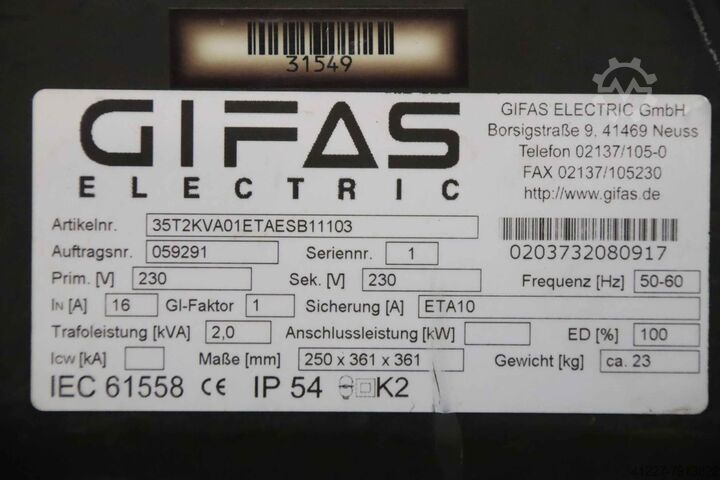 31549
GIFAS
ELECTRIC
GIFAS ELECTRIC GmbH
Borsigstraße 9, 41469 Neuss
Telefon 02137/105-0
FAX 02137/105230
http://www.gifas.de
Artikelnr. 35T2KVA01ETAESB11103
Auftragsnr. 059291 Seriennr. 1
0203732080917
Prim. [V] 230 Sek. [V] 230 Frequenz [Hz] 50-60
IN [A] 16 GI-Faktor 1 Sicherung [A] ETA10
Trafoleistung [kVA] 2,0 Anschlussleistung [kW] ED [%] 100
Icw [kA] Maße [mm] 250 x 361 x 361 Gewicht [kg] ca. 23
IEC 61558 CE IP 54 K2